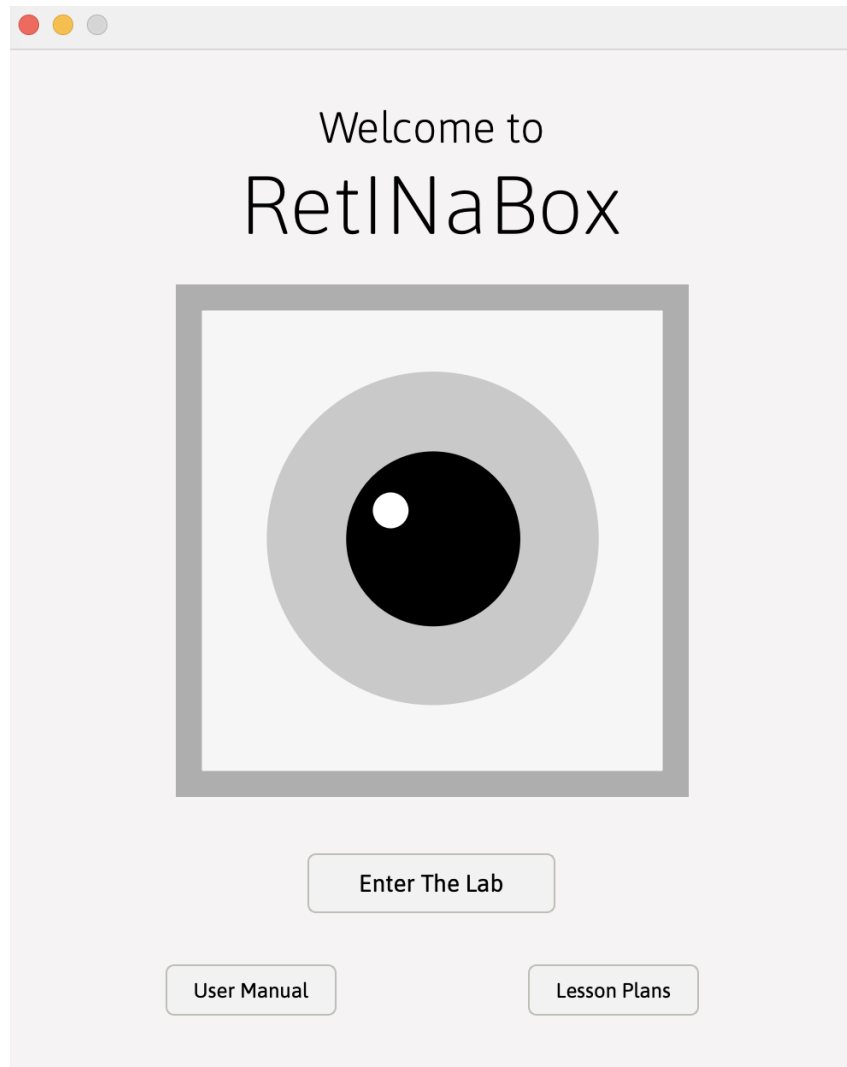 Welcome to
RetINaBox
Enter The Lab
User Manual
Lesson Plans